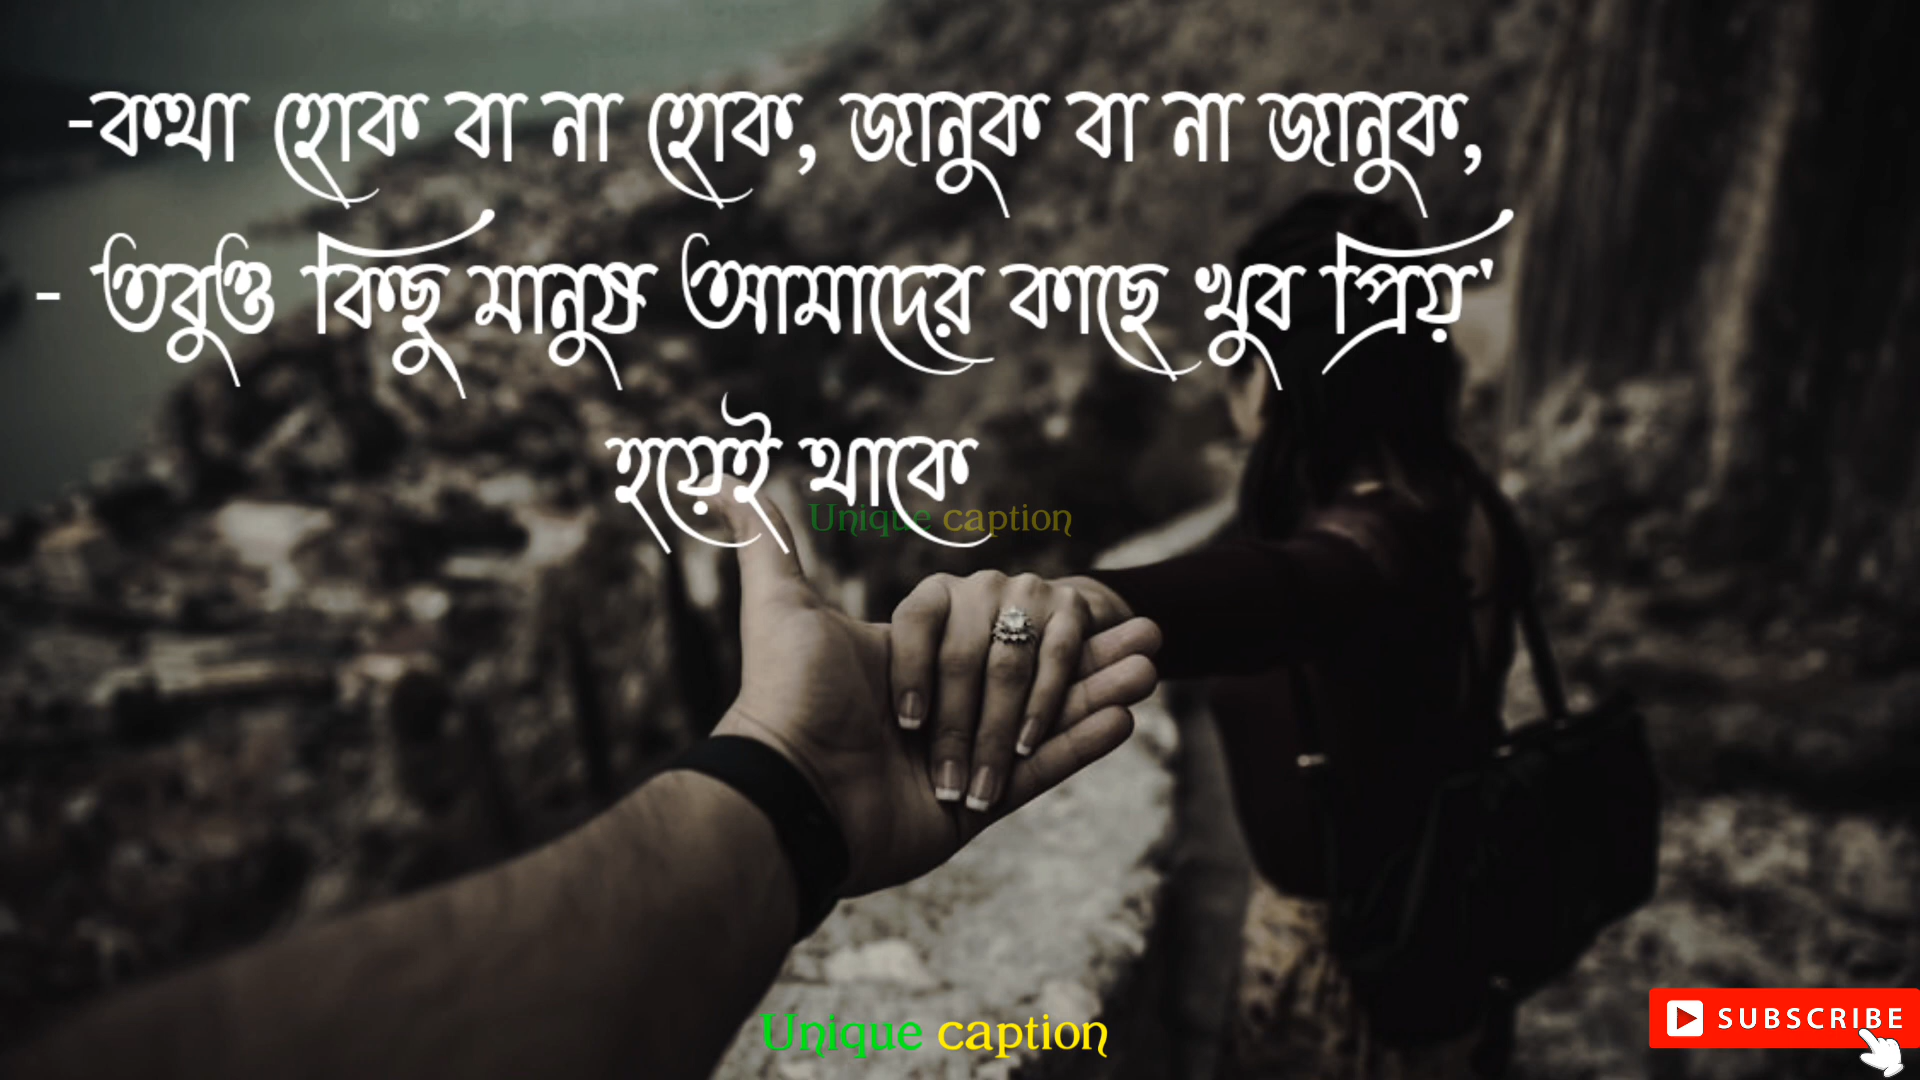 -কথা হোক বা না হোক, জানুক বা না জানুক,
- তবুও কিছু মানুষ আমাদের কাছে খুব প্রিয়'
হয়েই থাকে
Unique caption
Unique caption
SUBSCRIBE